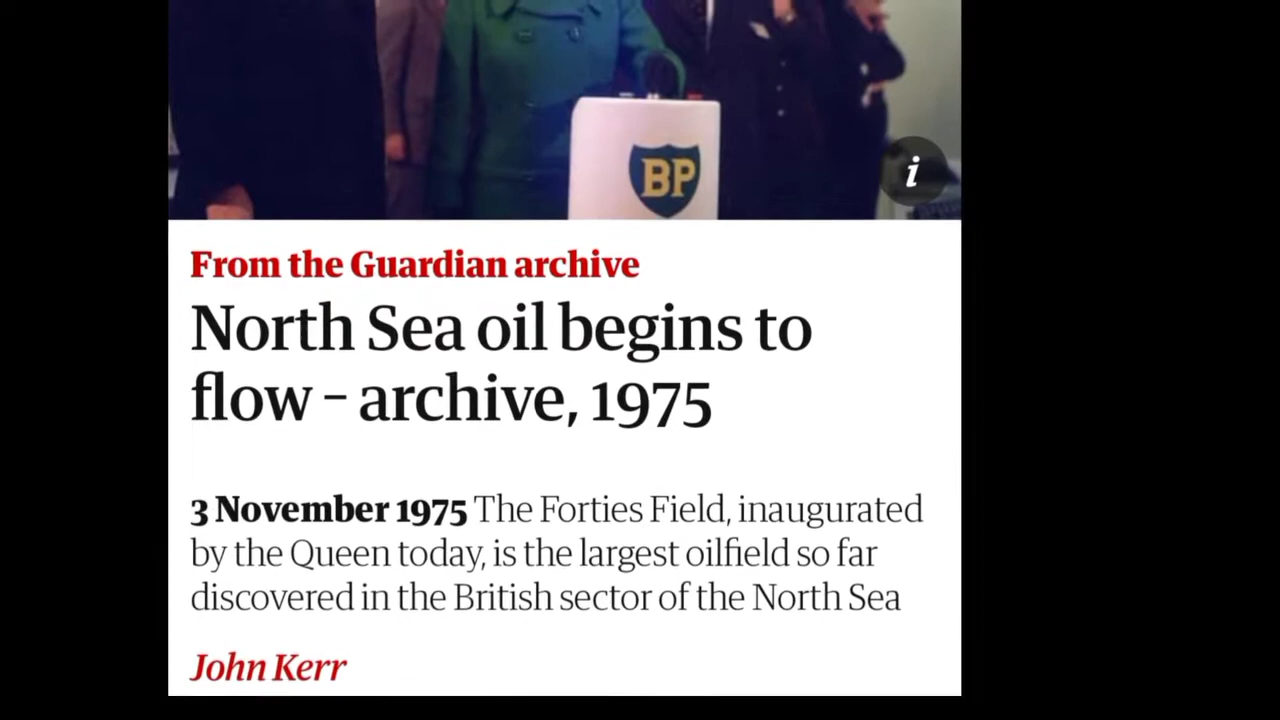 BP
i
From the Guardian archive
North Sea oil begins to
flow – archive, 1975
3 November 1975 The Forties Field, inaugurated
by the Queen today, is the largest oilfield so far
discovered in the British sector of the North Sea
John Kerr